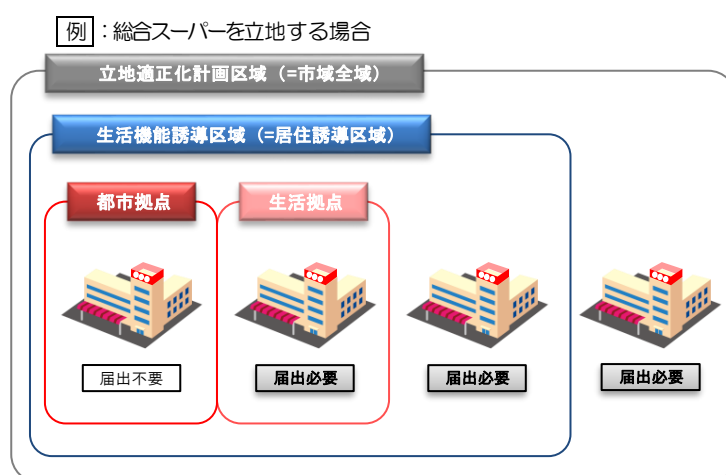 例：総合スーパーを立地する場合
立地適正化計画区域（=市域全域）
生活機能誘導区域（=居住誘導区域）
都市拠点
生活拠点
届出不要
届出必要
届出必要
届出必要